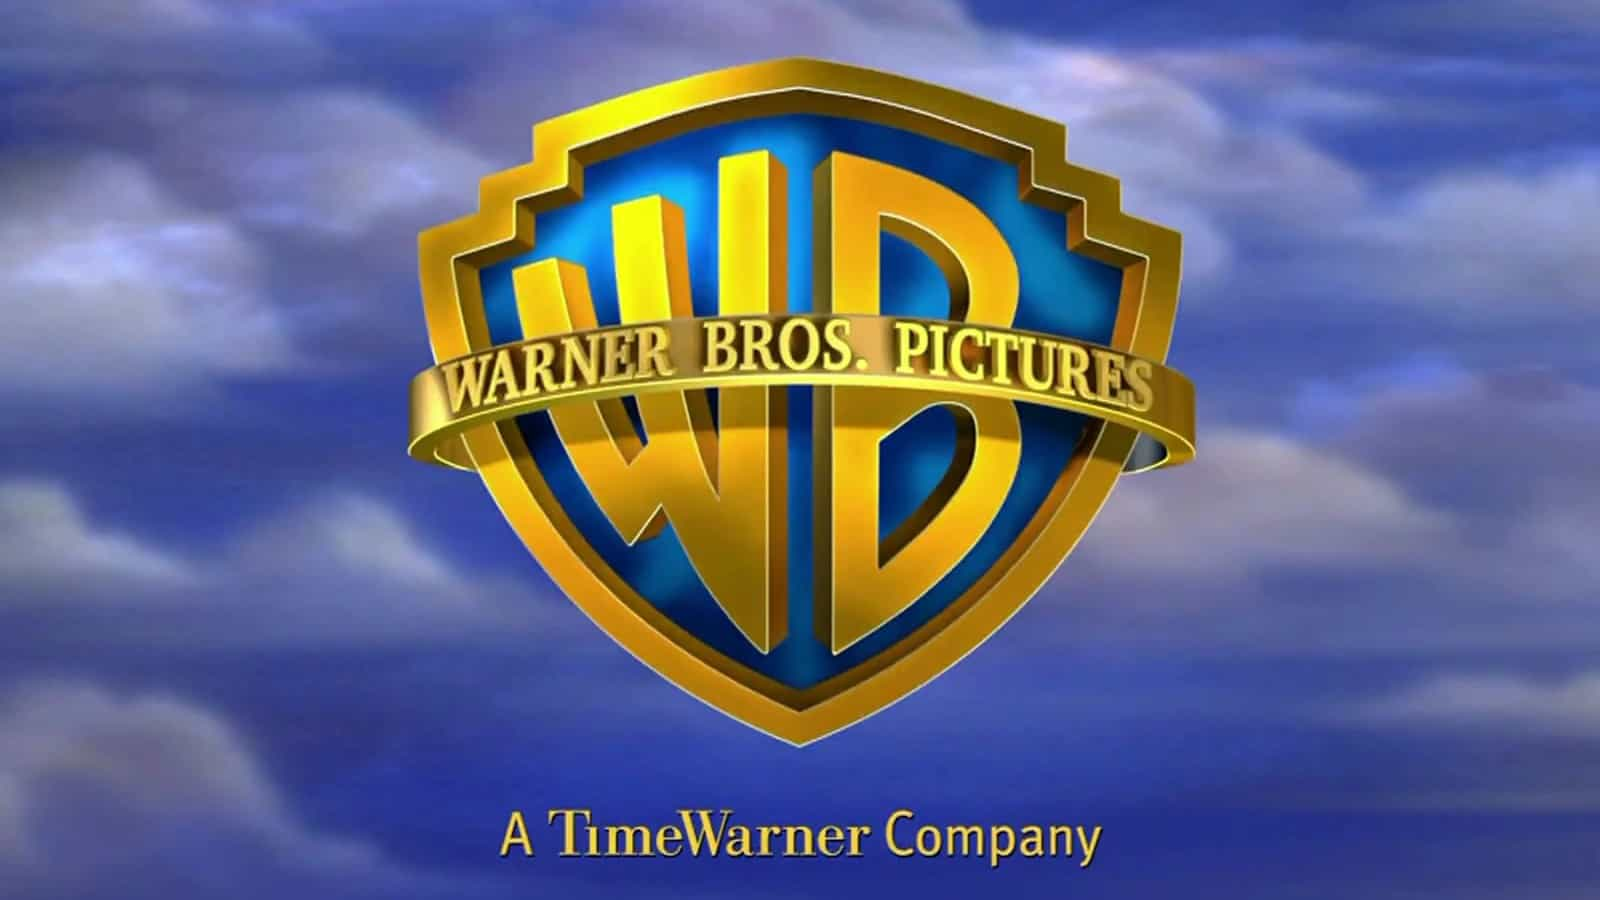 WB
WARNER BROS. PICTURES
A TimeWarner Company